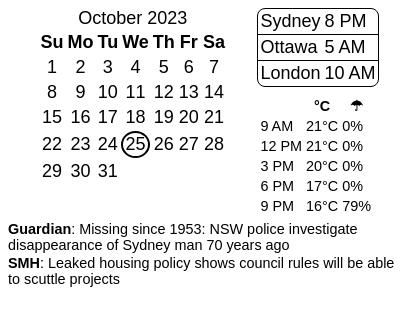 October 2023
Su Mo Tu We Th Fr Sa
1 2 3 4 5 6 7
8 9 10 11 12 13 14
15 16 17 18 19 20 21
22 23 24 25 26 27 28
29 30 31
Sydney 8 PM
Ottawa 5 AM
London 10 AM
°C ☂
9 AM 21°C 0%
12 PM 21°C 0%
3 PM 20°C 0%
6 PM 17°C 0%
9 PM 16°C 79%
Guardian: Missing since 1953: NSW police investigate
disappearance of Sydney man 70 years ago
SMH: Leaked housing policy shows council rules will be able
to scuttle projects